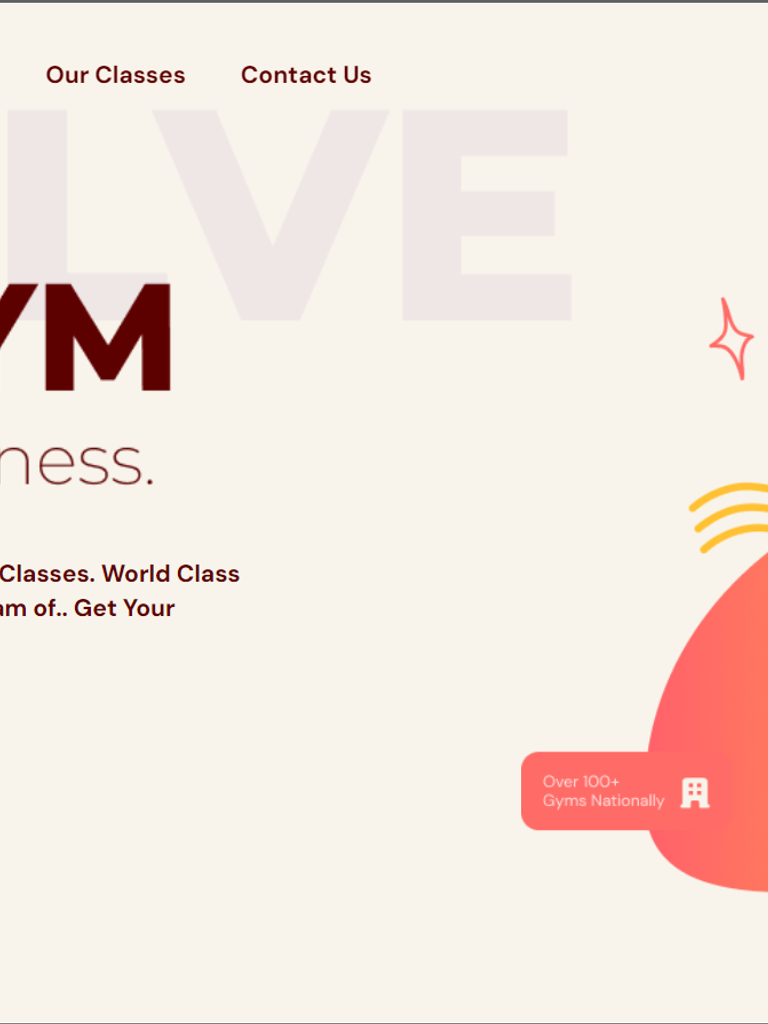 Our Classes Contact Us
LVE
YM
ness.
Classes. World Class
am of.. Get Your
Over 100+
Gyms Nationally